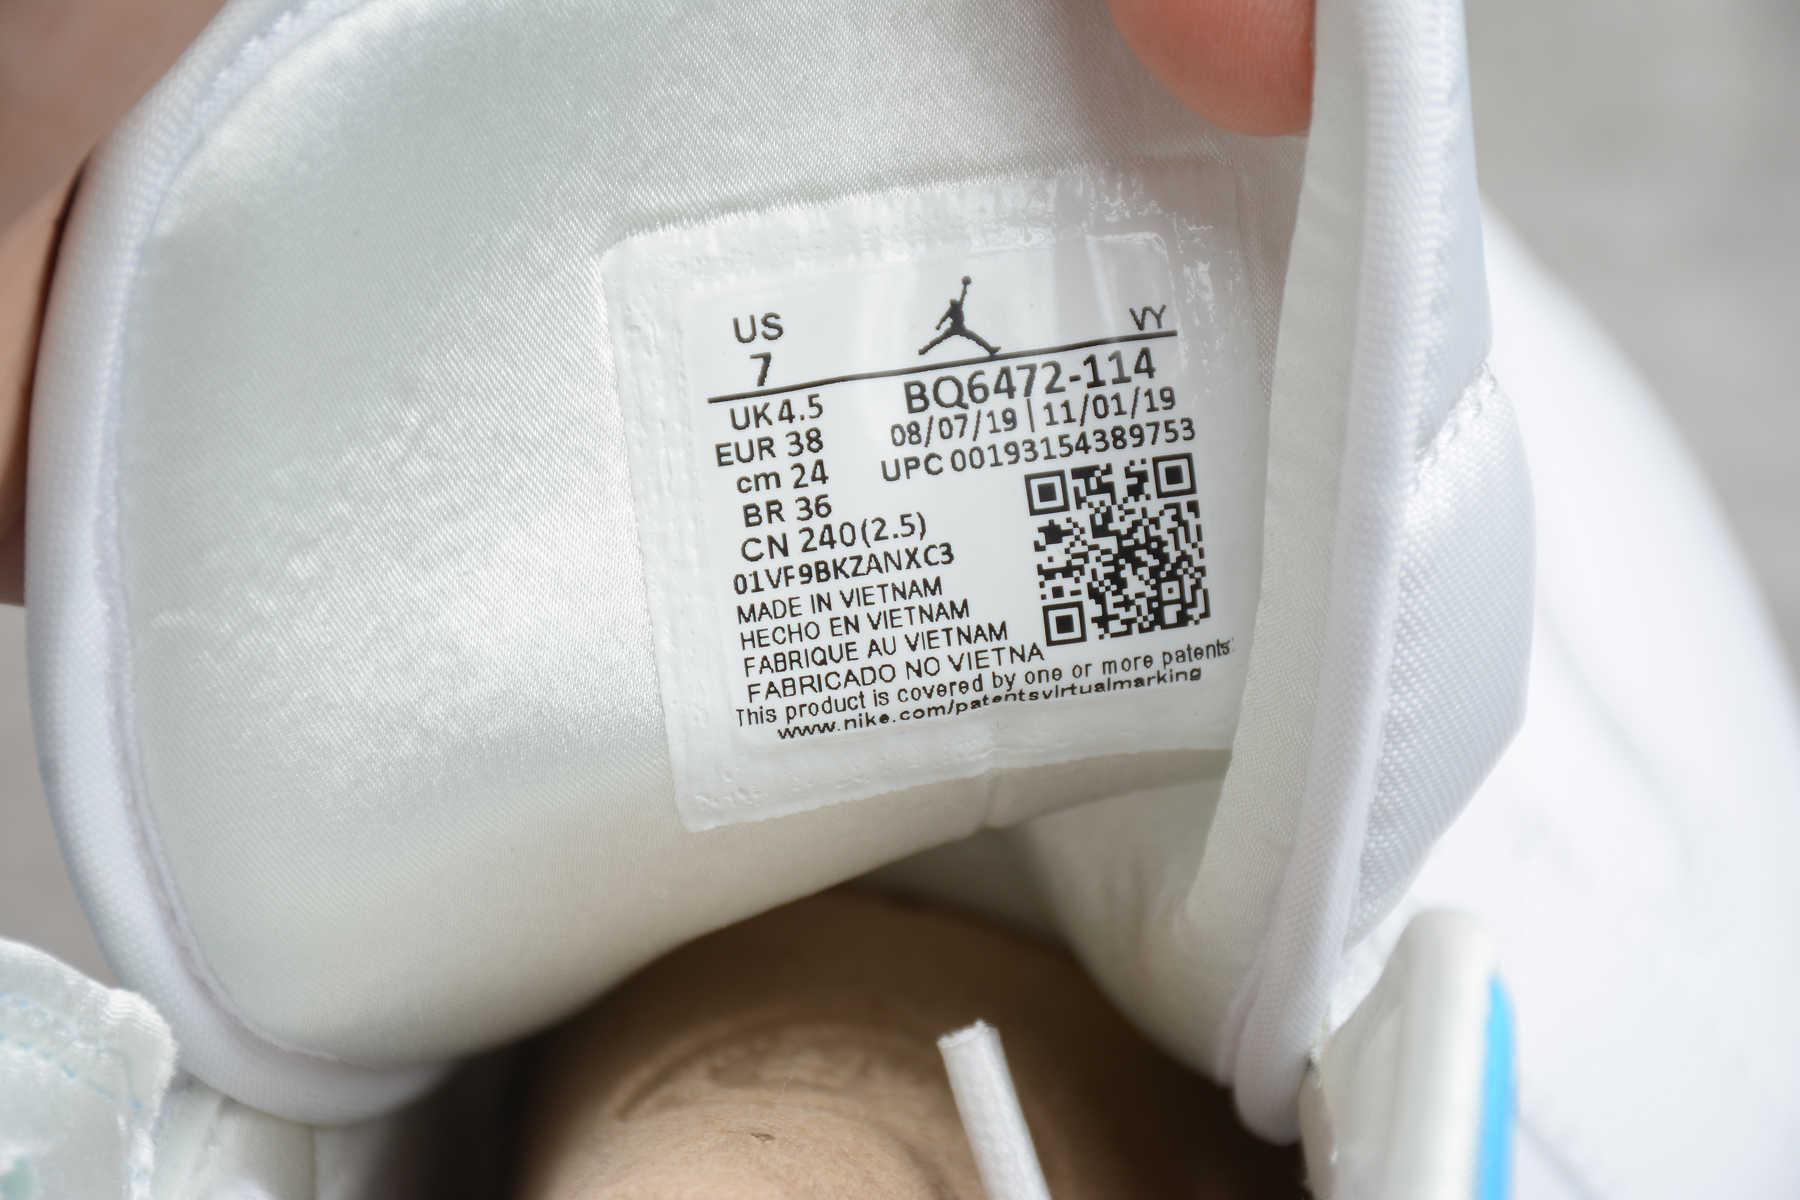 US
7
VY
UK 4.5
EUR 38
cm 24
BR 36
CN 240(2.5)
BQ6472-114
08/07/19 | 11/01/19
UPC 00193154389753
01VF9BKZANXC3
MADE IN VIETNAM
HECHO EN VIETNAM
FABRIQUE AU VIETNAM
FABRICADO NO VIETNA
This product is covered by one or more patents
www.nike.com/patentsvirtualmarking